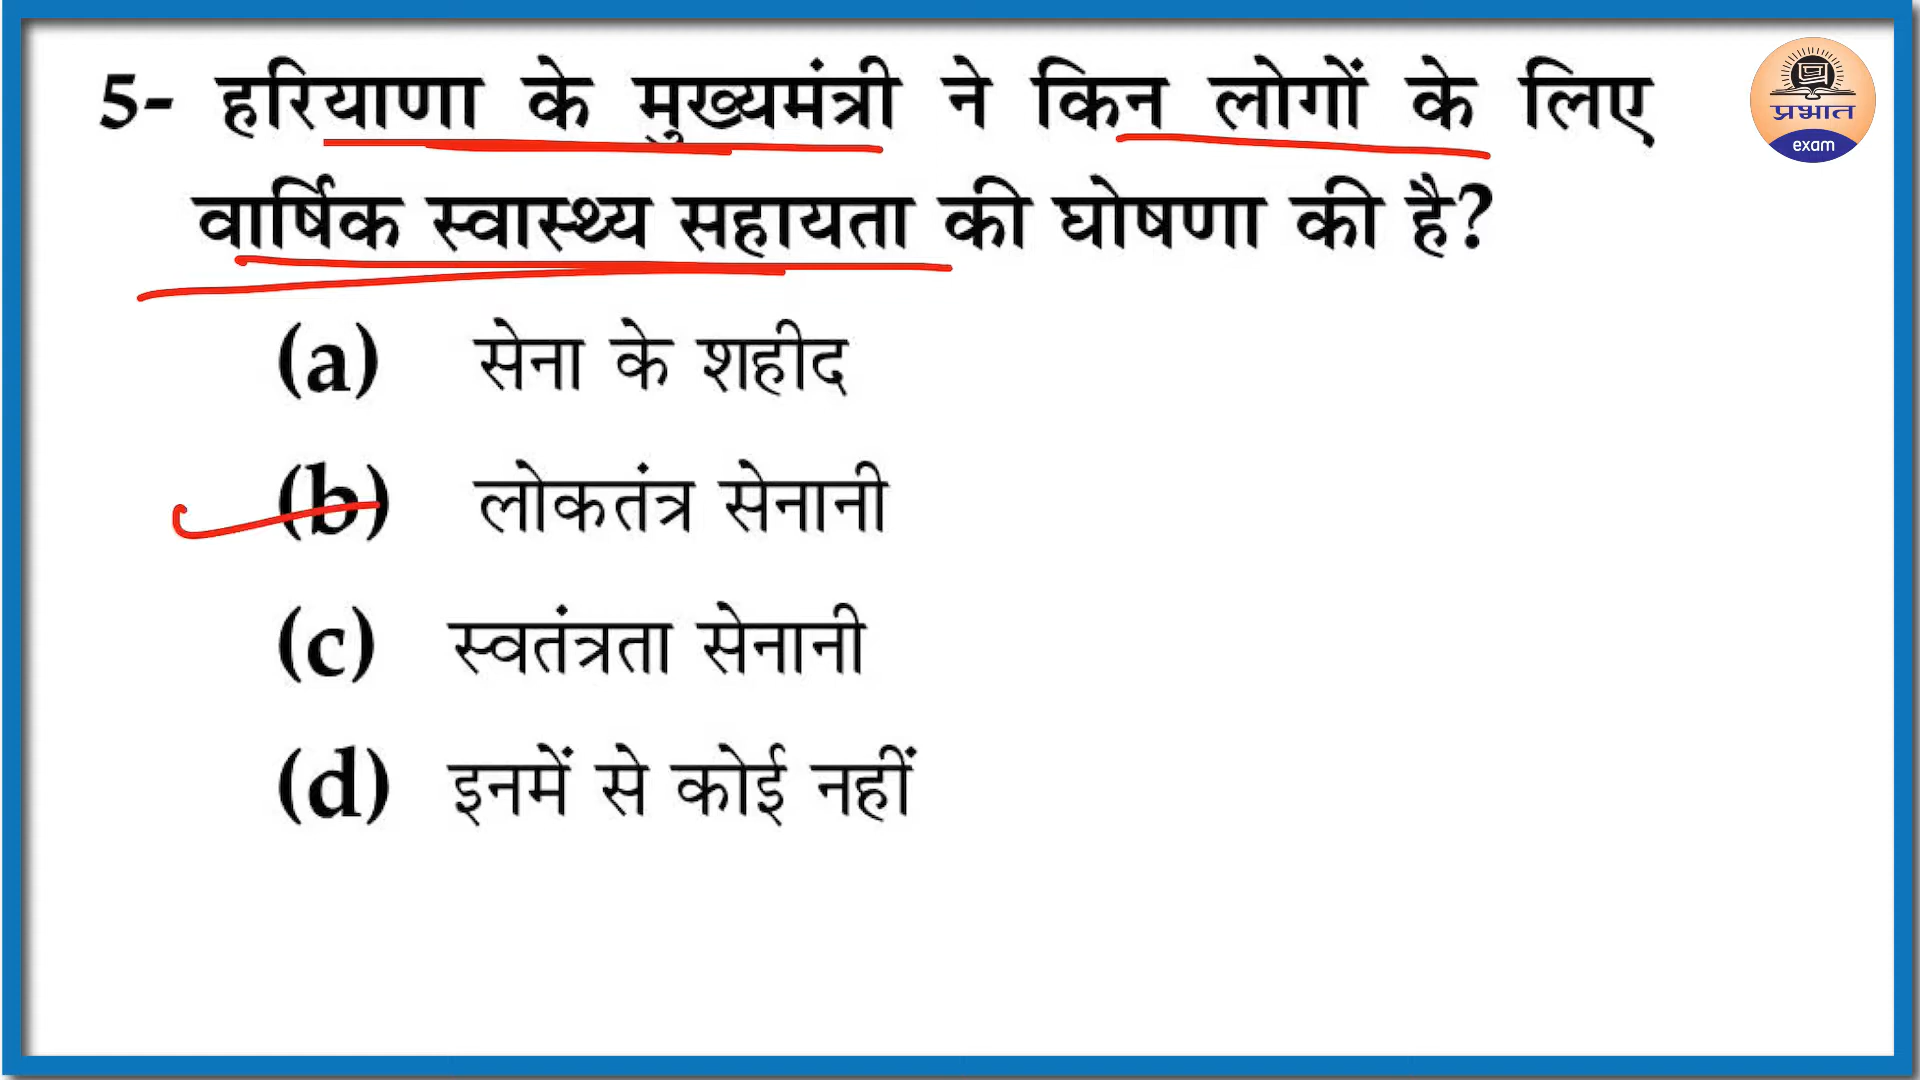 5- हरियाणा के मुख्यमंत्री ने किन लोगों के लिए
वार्षिक स्वास्थ्य सहायता की घोषणा की है?
(a) सेना के शहीद
(b) लोकतंत्र सेनानी
(c) स्वतंत्रता सेनानी
(d) इनमें से कोई नहीं
प्रभात
exam